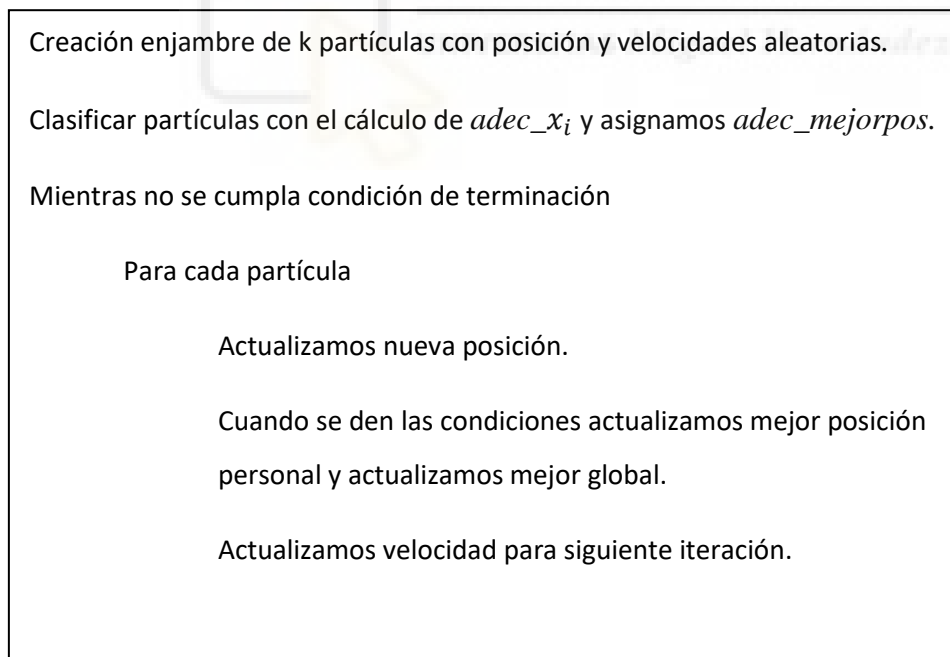 Creación enjambre de k partículas con posición y velocidades aleatorias.
Clasificar partículas con el cálculo de adec_x_i y asignamos adec_mejorpos.
Mientras no se cumpla condición de terminación
Para cada partícula
Actualizamos nueva posición.
Cuando se den las condiciones actualizamos mejor posición
personal y actualizamos mejor global.
Actualizamos velocidad para siguiente iteración.